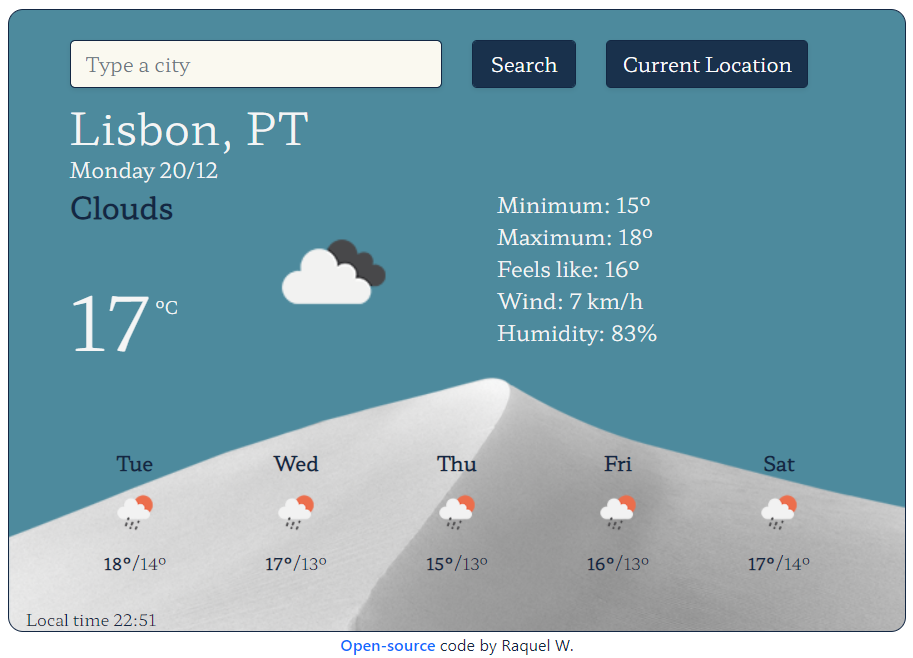 Type a city
Search
Current Location
Lisbon, PT
Monday 20/12
Clouds
17 ºC
Minimum: 15º
Maximum: 18º
Feels like: 16º
Wind: 7 km/h
Humidity: 83%
Tue Wed Thu Fri Sat
18º/14º 17º/13º 15º/13º 16º/13º 17º/14º
Local time 22:51
Open-source code by Raquel W.